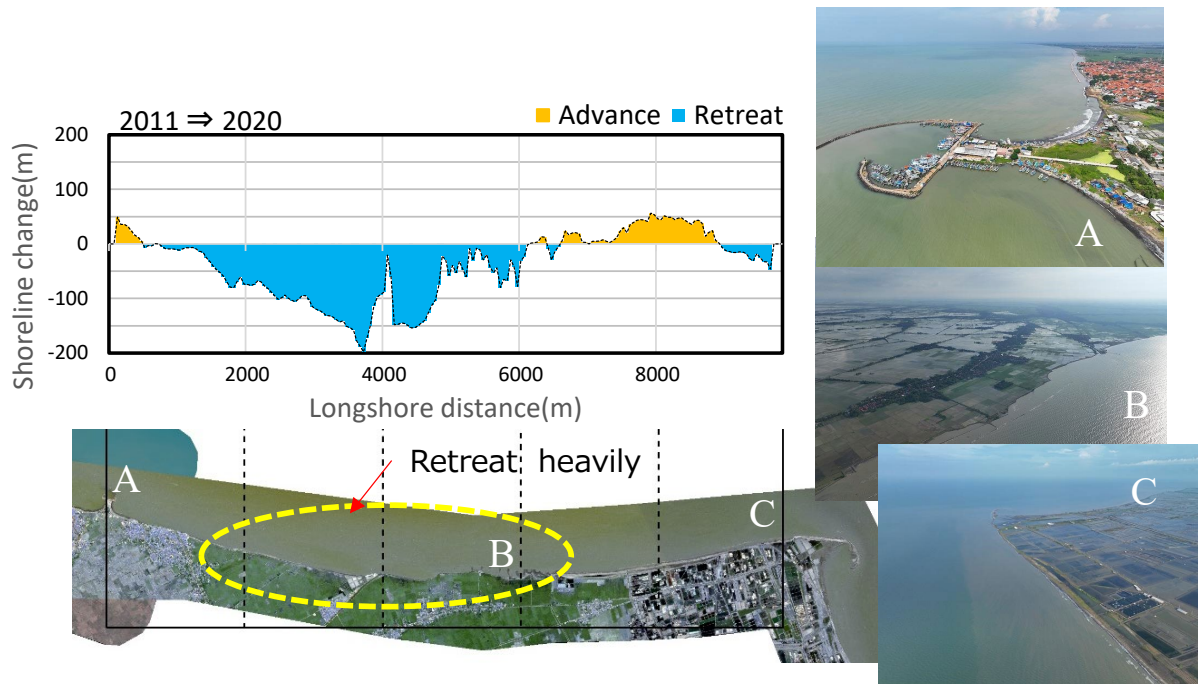 2011 ⇒ 2020
Advance
Retreat
200
100
0
-100
-200
Shoreline change(m)
0
2000
4000
6000
8000
Longshore distance(m)
Retreat heavily
A
B
C
A
B
C